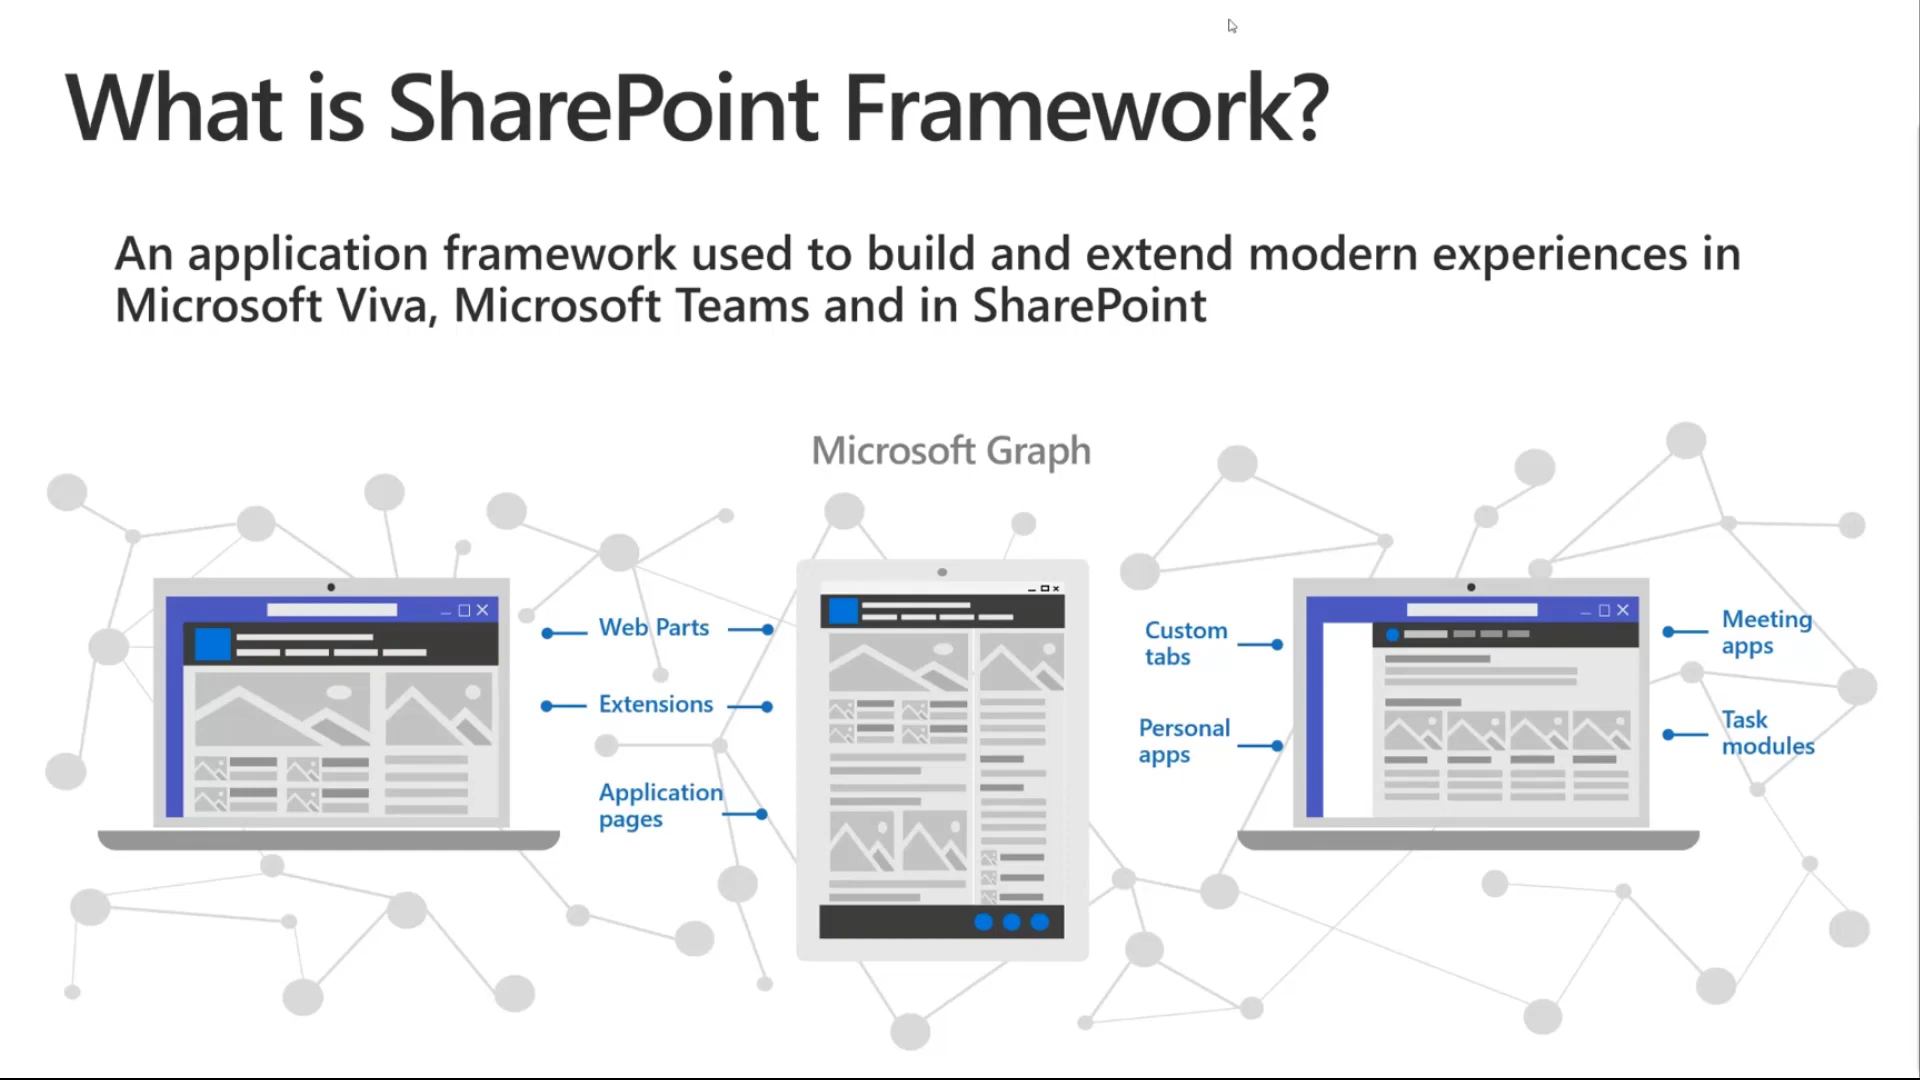 What is SharePoint Framework?
An application framework used to build and extend modern experiences in
Microsoft Viva, Microsoft Teams and in SharePoint
Microsoft Graph
Web Parts
Extensions
Application
pages
Custom
tabs
Personal
apps
Meeting
apps
Task
modules